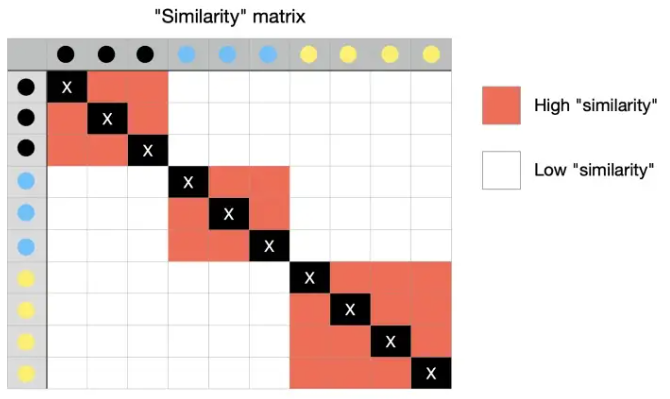 "Similarity" matrix
X
X
X
X
X
X
X
X
X
X
High "similarity"
Low "similarity"